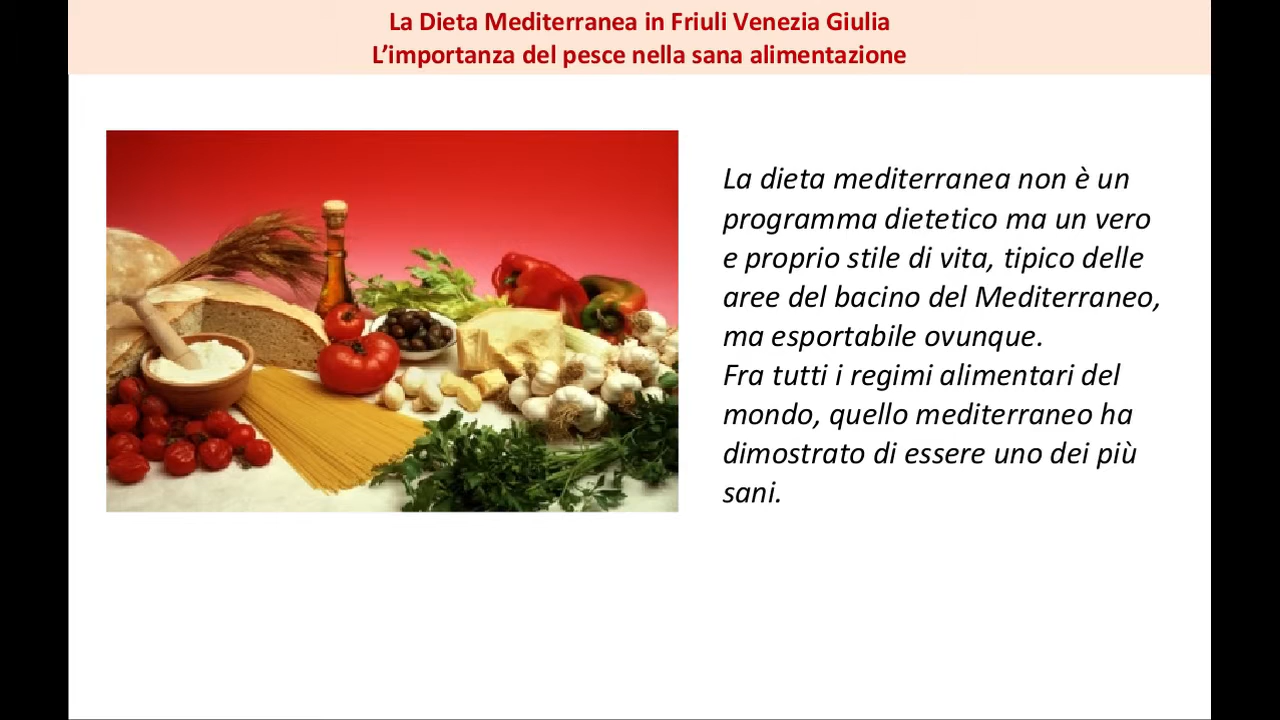 La Dieta Mediterranea in Friuli Venezia Giulia
L’importanza del pesce nella sana alimentazione
La dieta mediterranea non è un
programma dietetico ma un vero
e proprio stile di vita, tipico delle
aree del bacino del Mediterraneo,
ma esportabile ovunque.
Fra tutti i regimi alimentari del
mondo, quello mediterraneo ha
dimostrato di essere uno dei più
sani.